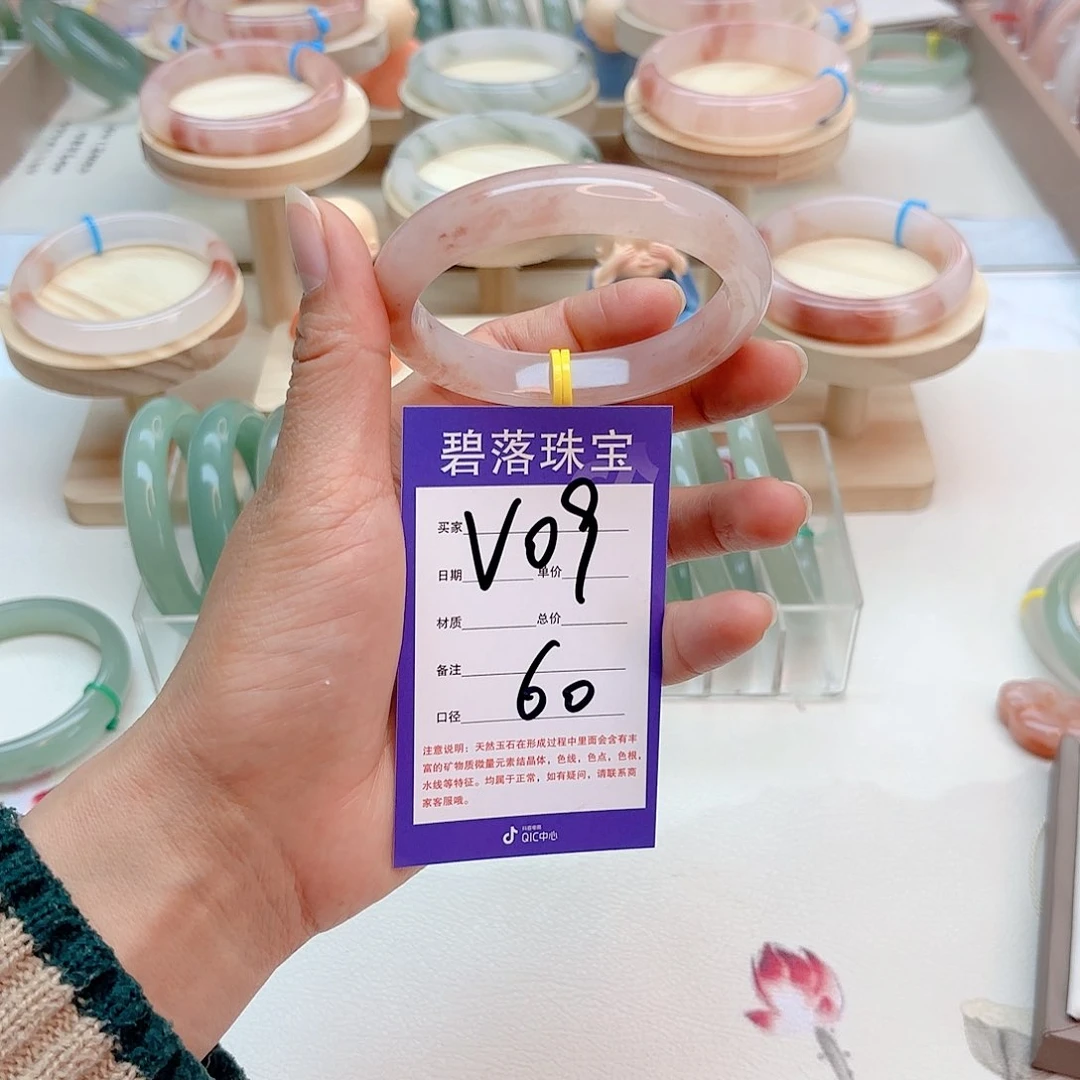 碧落珠宝
买家
V09
日期 单价
材质 总价
备注
60
口径
注意说明：天然玉石在形成过程中里面会含有丰
富的矿物质微量元素结晶体，色线，色点，色根，
水线等特征。均属于正常，如有疑问，请联系商
家客服哦。
抖音电商
QIC中心